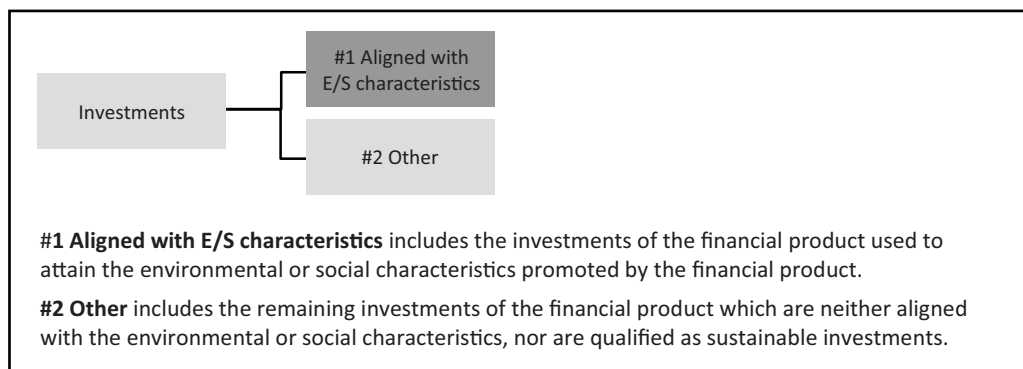 #1 Aligned with
E/S characteristics
Investments
#2 Other
#1 Aligned with E/S characteristics includes the investments of the financial product used to
attain the environmental or social characteristics promoted by the financial product.
#2 Other includes the remaining investments of the financial product which are neither aligned
with the environmental or social characteristics, nor are qualified as sustainable investments.